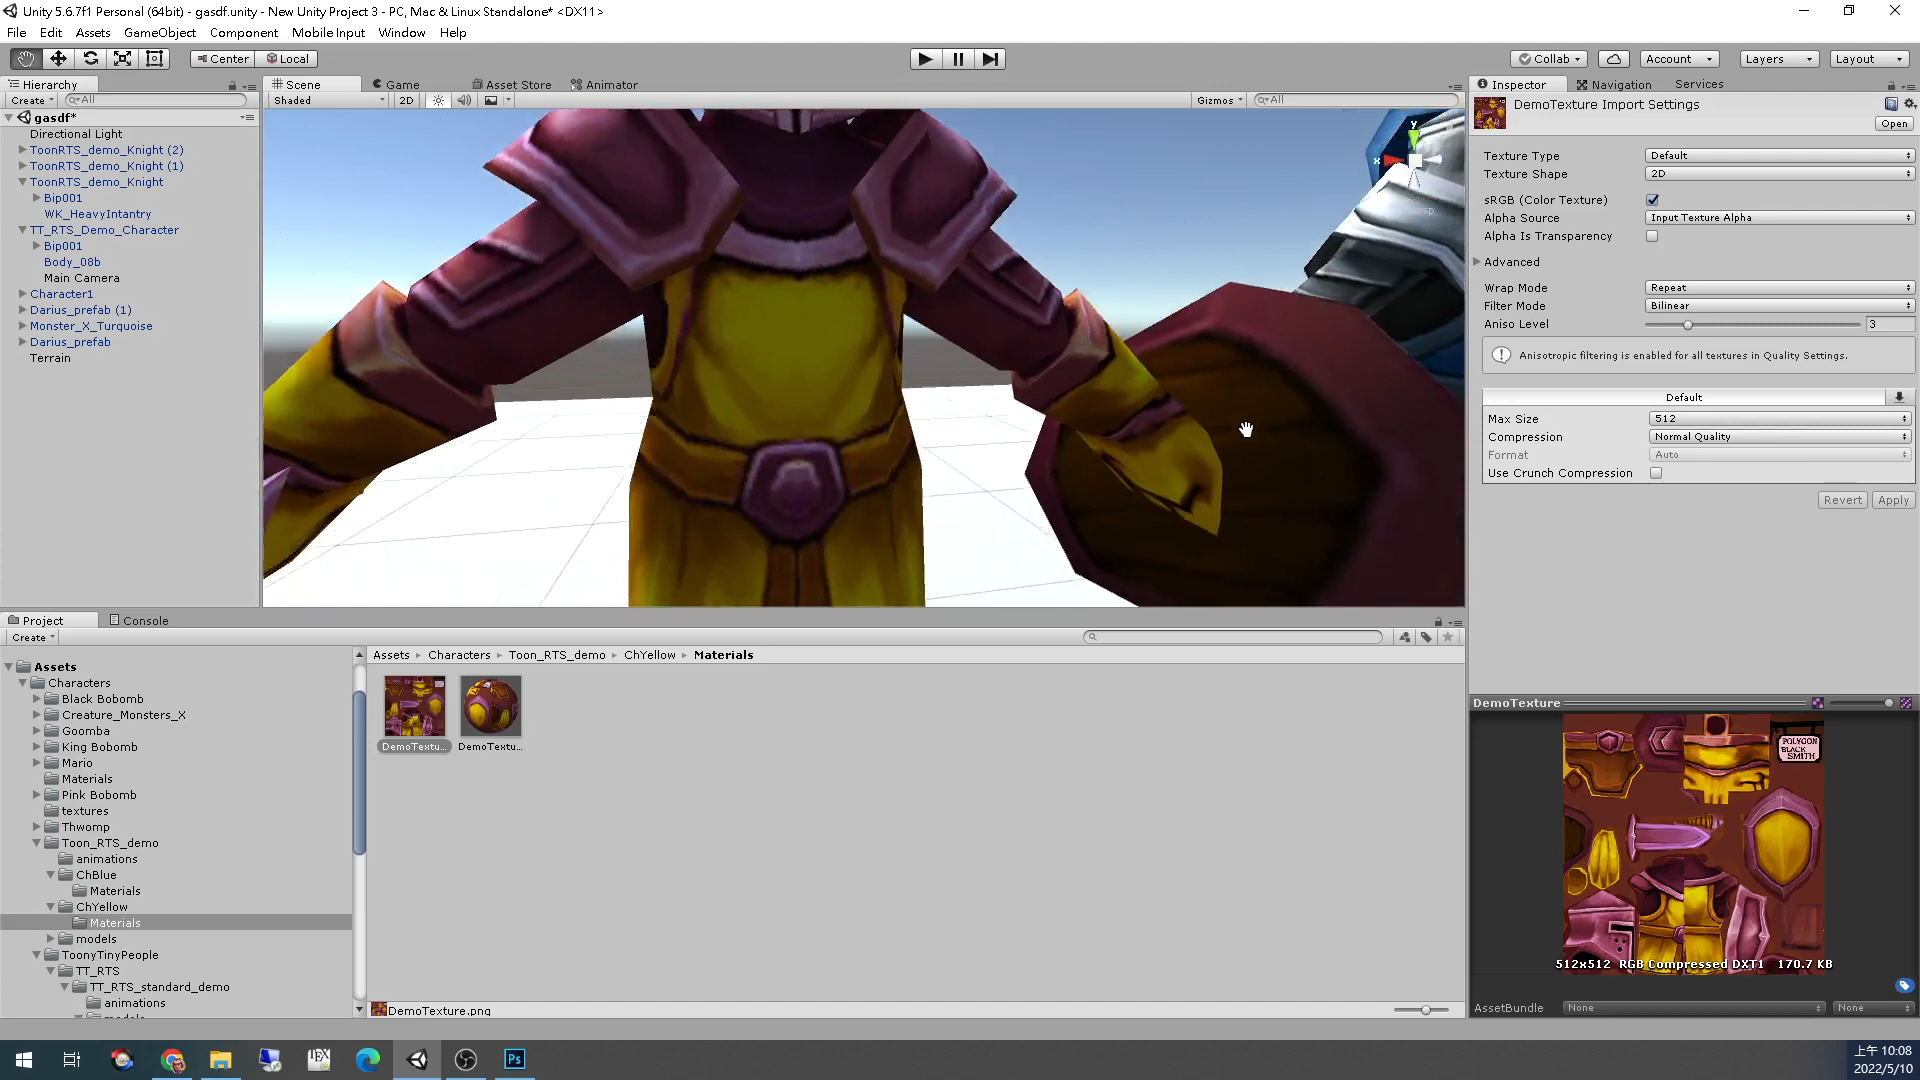 Unity 5.6.7f1 Personal (64bit) - gasdf.unity - New Unity Project 3 - PC, Mac & Linux Standalone* <DX11>
File Edit Assets GameObject Component Mobile Input Window Help
Center Local
Collab Account Layers Layout
Hierarchy
Create All
gasdf*
Directional Light
ToonRTS_demo_Knight (2)
ToonRTS_demo_Knight (1)
ToonRTS_demo_Knight
Bip001
WK_HeavyIntantry
TT_RTS_Demo_Character
Bip001
Body_08b
Main Camera
Character1
Darius_prefab (1)
Monster_X_Turquoise
Darius_prefab
Terrain
Scene Game Asset Store Animator
Shaded 2D Gizmos All
y
x
Inspector Navigation Services
DemoTexture Import Settings
Open
Texture Type Default
Texture Shape 2D
sRGB (Color Texture)
Alpha Source Input Texture Alpha
Alpha Is Transparency
Advanced
Wrap Mode Repeat
Filter Mode Bilinear
Aniso Level 3
Anisotropic filtering is enabled for all textures in Quality Settings.
Default
Max Size 512
Compression Normal Quality
Format Auto
Use Crunch Compression
Revert Apply
Project Console
Create
Assets
Characters
Black Bobomb
Creature_Monsters_X
Goomba
King Bobomb
Mario
Materials
Pink Bobomb
textures
Thwomp
Toon_RTS_demo
animations
ChBlue
Materials
ChYellow
Materials
models
ToonyTinyPeople
TT_RTS
TT_RTS_standard_demo
animations
Assets Characters Toon_RTS_demo ChYellow Materials
DemoTextu... DemoTextu...
DemoTexture.png
DemoTexture
POLYGON
BLACK
SMITH
512x512 RGB Compressed DXT1 170.7 KB
AssetBundle None None
TEX
Ps
上午 10:08
2022/5/10